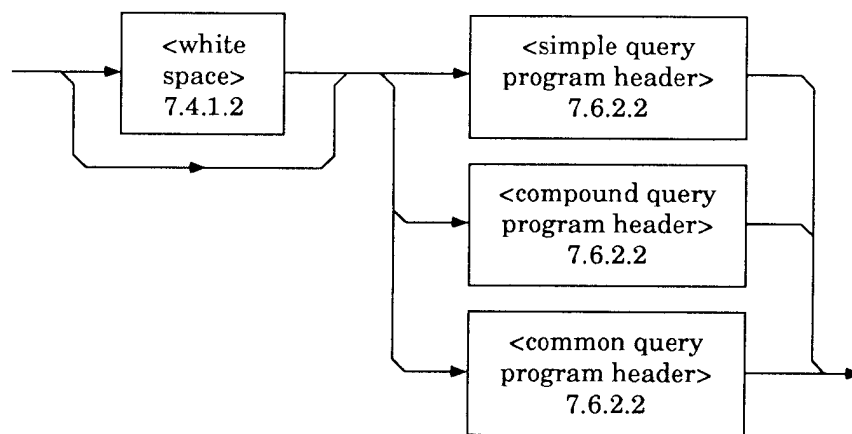 <white
space>
7.4.1.2
<simple query
program header>
7.6.2.2
<compound query
program header>
7.6.2.2
<common query
program header>
7.6.2.2